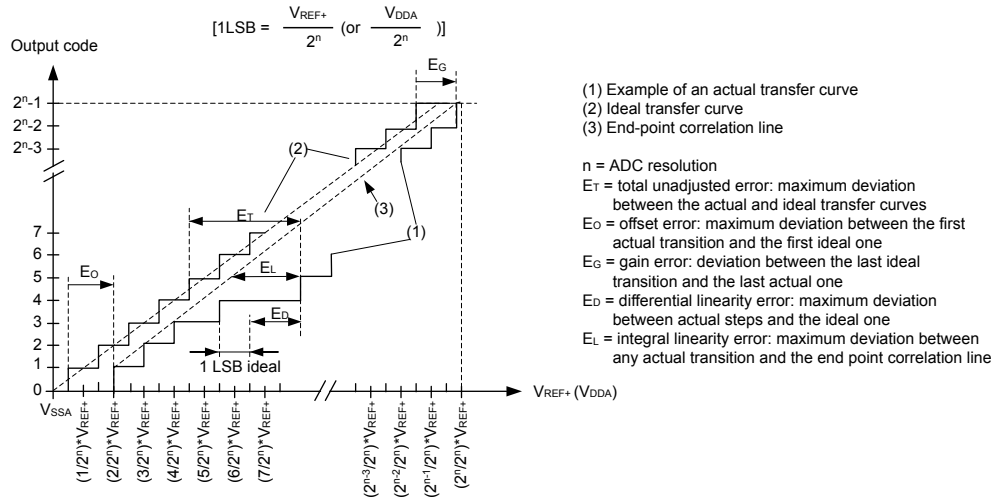 [1LSB = VREF+ / 2ⁿ (or VDDA / 2ⁿ )]
Output code
EG
2ⁿ-1
2ⁿ-2
2ⁿ-3
7
6
5
4
3
2
1
0
(2)
(3)
(1)
ET
EO
EL
ED
1 LSB ideal
VSSA
(1/2ⁿ)*VREF+
(2/2ⁿ)*VREF+
(3/2ⁿ)*VREF+
(4/2ⁿ)*VREF+
(5/2ⁿ)*VREF+
(6/2ⁿ)*VREF+
(7/2ⁿ)*VREF+
(2ⁿ⁻³/2ⁿ)*VREF+
(2ⁿ⁻²/2ⁿ)*VREF+
(2ⁿ⁻¹/2ⁿ)*VREF+
(2ⁿ/2ⁿ)*VREF+
VREF+ (VDDA)
(1) Example of an actual transfer curve
(2) Ideal transfer curve
(3) End-point correlation line
n = ADC resolution
ET = total unadjusted error: maximum deviation
between the actual and ideal transfer curves
EO = offset error: maximum deviation between the first
actual transition and the first ideal one
EG = gain error: deviation between the last ideal
transition and the last actual one
ED = differential linearity error: maximum deviation
between actual steps and the ideal one
EL = integral linearity error: maximum deviation between
any actual transition and the end point correlation line